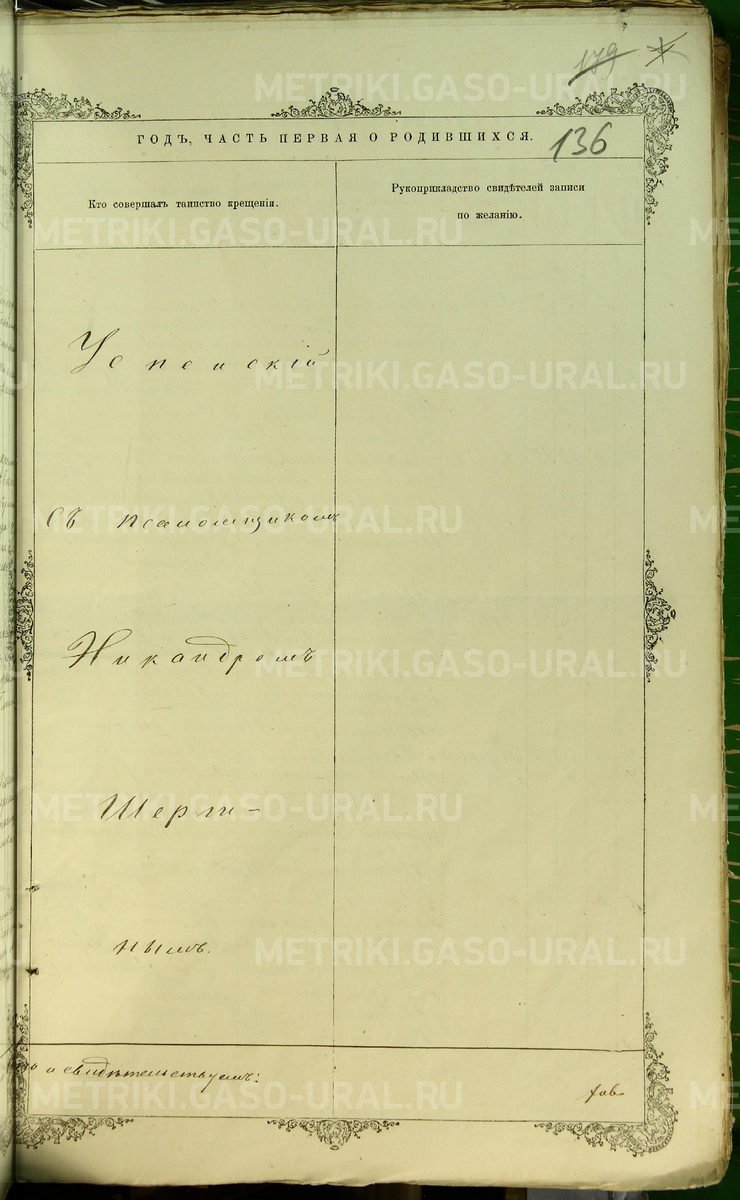 179
136
ГОДЪ, ЧАСТЬ ПЕРВАЯ О РОДИВШИХСЯ.
Кто совершалъ таинство крещенія.
Рукоприкладство свидѣтелей записи
по желанію.
Успенскій
съ псаломщикомъ
Никандромъ
Шерги-
нымъ.
и свидѣтельствуемъ:
METRIKI.GASO-URAL.RU